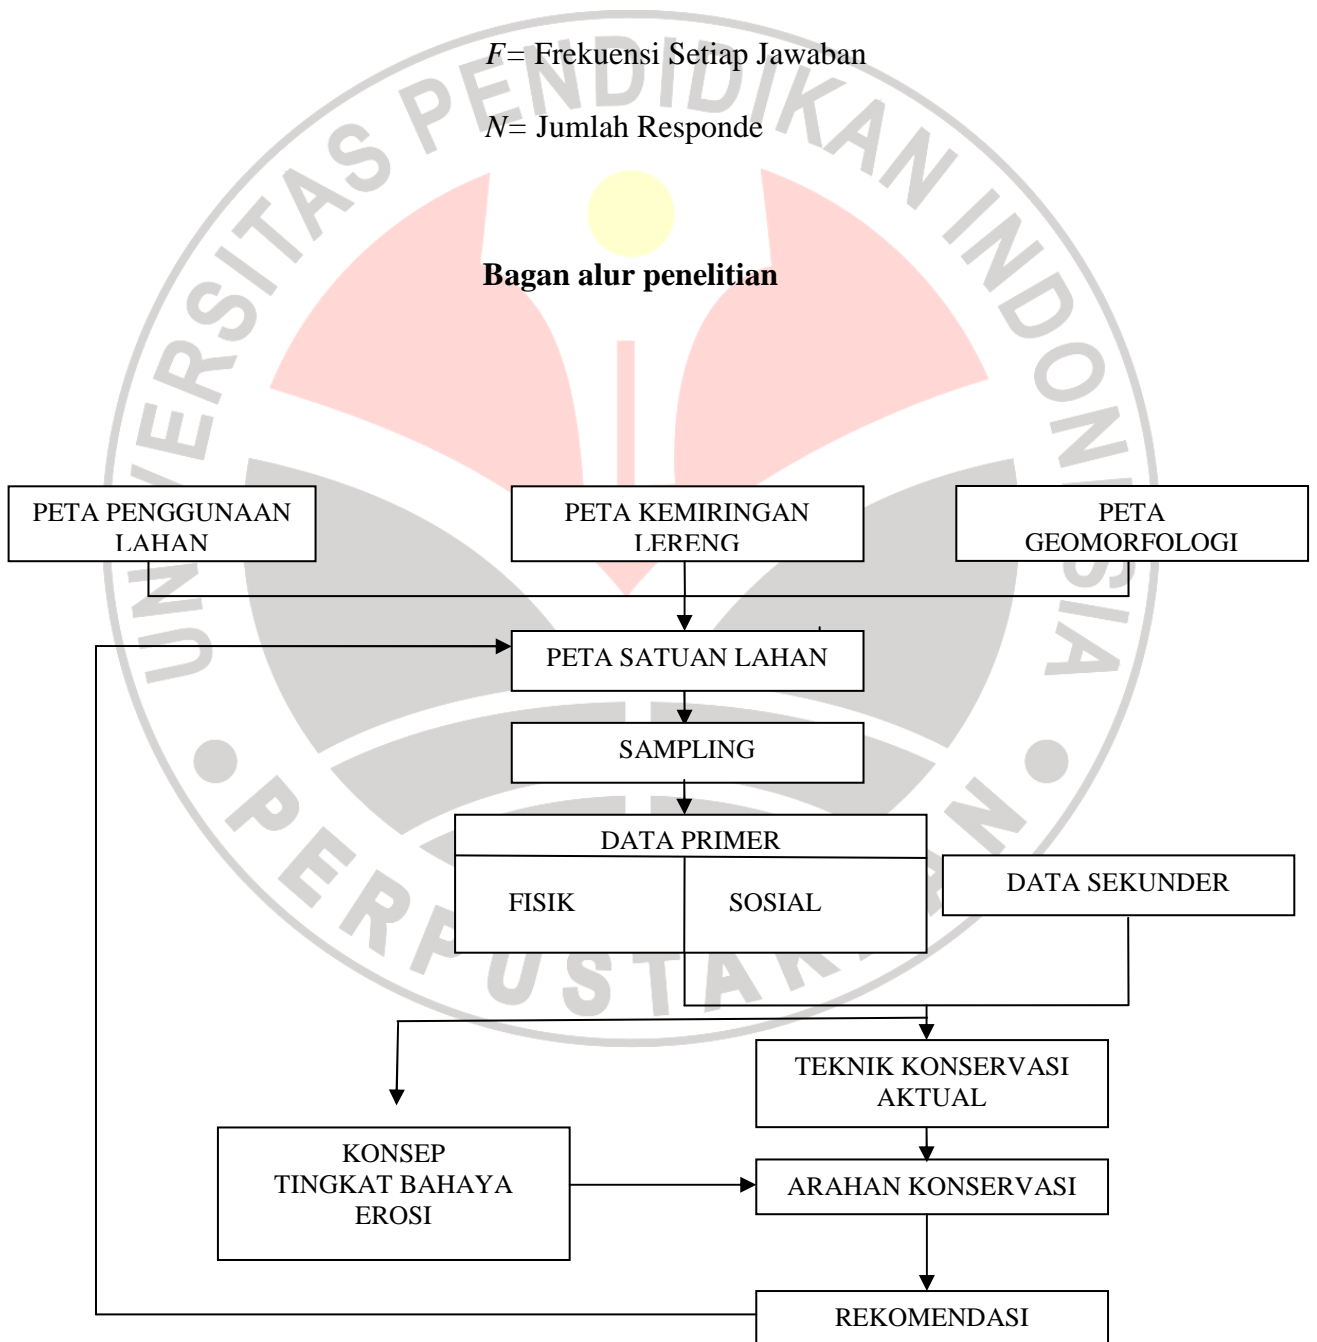 F= Frekuensi Setiap Jawaban
N= Jumlah Responde
Bagan alur penelitian
PETA PENGGUNAAN
LAHAN
PETA KEMIRINGAN
LERENG
PETA
GEOMORFOLOGI
PETA SATUAN LAHAN
SAMPLING
DATA PRIMER
FISIK
SOSIAL
DATA SEKUNDER
TEKNIK KONSERVASI
AKTUAL
KONSEP
TINGKAT BAHAYA
EROSI
ARAHAN KONSERVASI
REKOMENDASI
UNIVERSITAS PENDIDIKAN INDONESIA
PERPUSTAKAAN